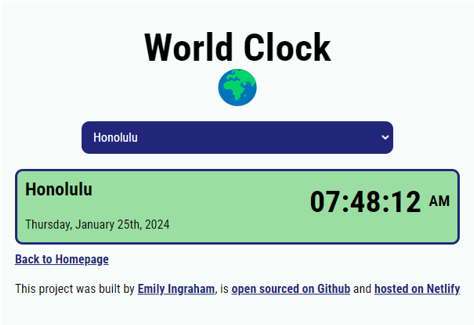 World Clock
Honolulu
Honolulu
07:48:12 AM
Thursday, January 25th, 2024
Back to Homepage
This project was built by Emily Ingraham, is open sourced on Github and hosted on Netlify